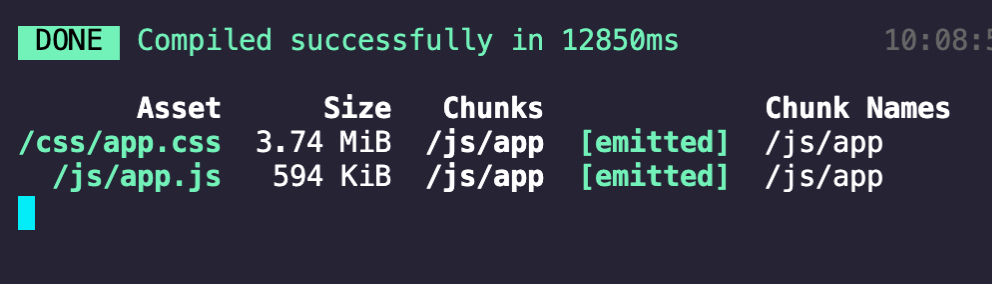 DONE Compiled successfully in 12850ms 10:08:5
Asset Size Chunks Chunk Names
/css/app.css 3.74 MiB /js/app [emitted] /js/app
/js/app.js 594 KiB /js/app [emitted] /js/app